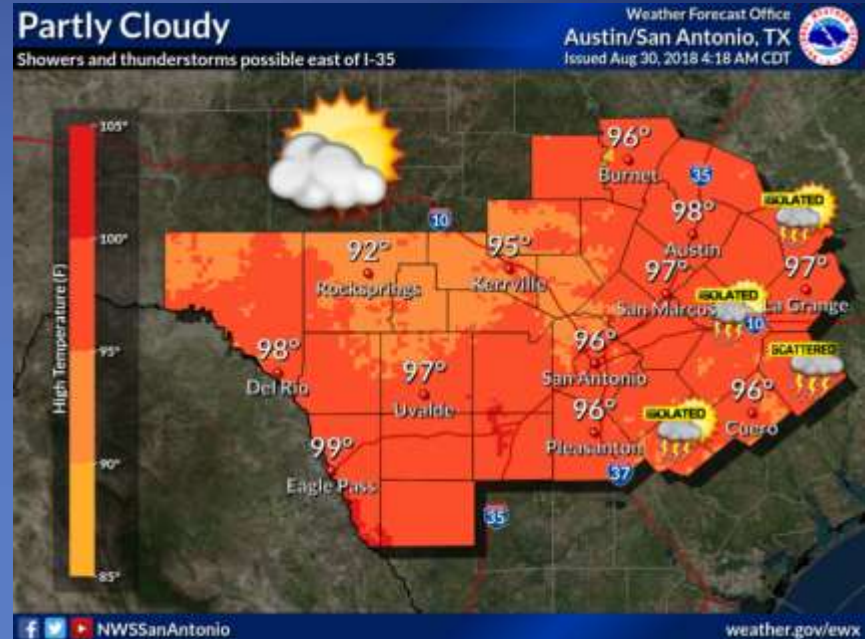 Partly Cloudy
Showers and thunderstorms possible east of I-35
Weather Forecast Office
Austin/San Antonio, TX
Issued Aug 30, 2018 4:18 AM CDT
High Temperature (F)
105°
100°
95°
90°
85°
96°
Burnet
35
98°
Austin
ISOLATED
10
92°
Rocksprings
95°
Kerrville
97°
San Marcos
ISOLATED
10
97°
La Grange
98°
Del Rio
97°
Uvalde
96°
San Antonio
SCATTERED
99°
Eagle Pass
96°
Pleasanton
ISOLATED
96°
Cuero
37
35
NWSSanAntonio
weather.gov/ewx